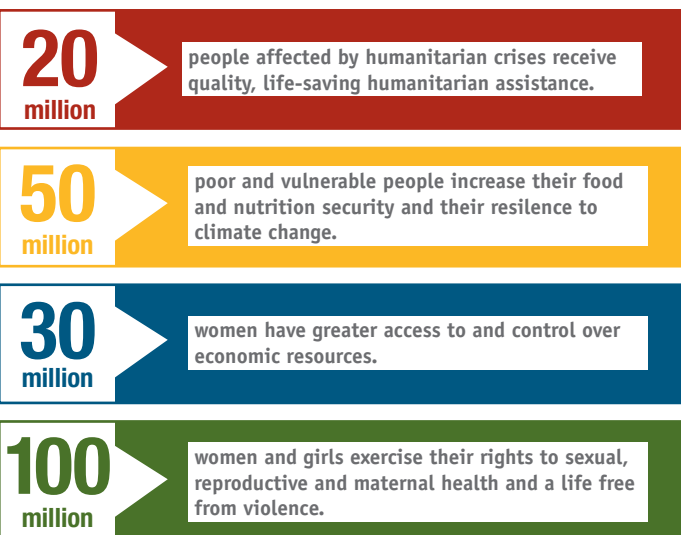 20
million
people affected by humanitarian crises receive
quality, life-saving humanitarian assistance.
50
million
poor and vulnerable people increase their food
and nutrition security and their resilence to
climate change.
30
million
women have greater access to and control over
economic resources.
100
million
women and girls exercise their rights to sexual,
reproductive and maternal health and a life free
from violence.